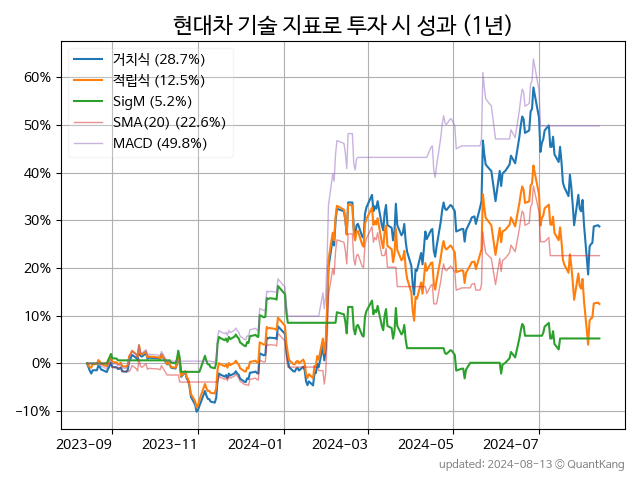 현대차 기술 지표로 투자 시 성과 (1년)
거치식 (28.7%)
적립식 (12.5%)
SigM (5.2%)
SMA(20) (22.6%)
MACD (49.8%)
60%
50%
40%
30%
20%
10%
0%
−10%
2023-09 2023-11 2024-01 2024-03 2024-05 2024-07
updated: 2024-08-13 © QuantKang